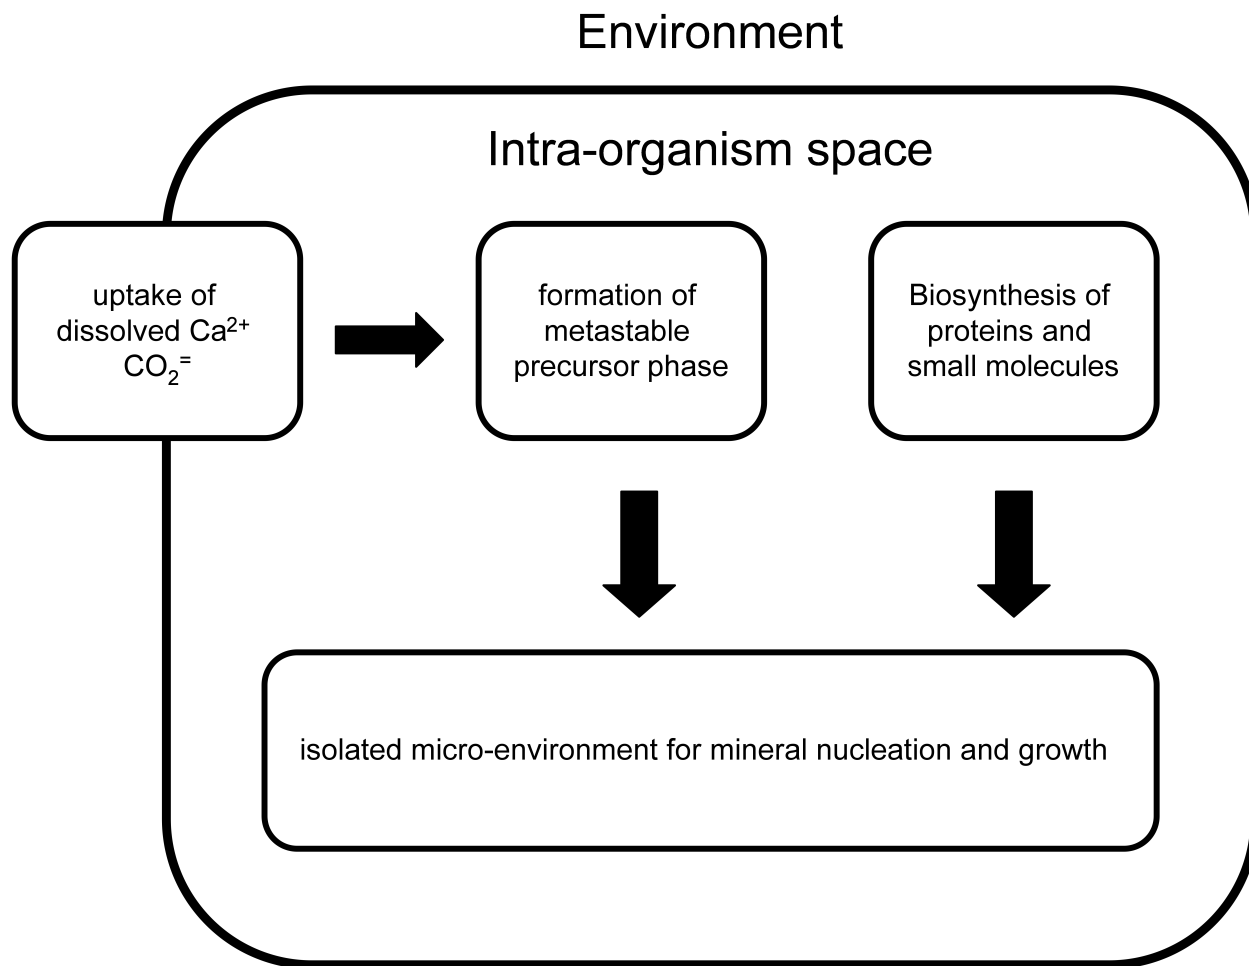 Environment
Intra-organism space
uptake of
dissolved Ca²⁺
CO₂⁼
formation of
metastable
precursor phase
Biosynthesis of
proteins and
small molecules
isolated micro-environment for mineral nucleation and growth